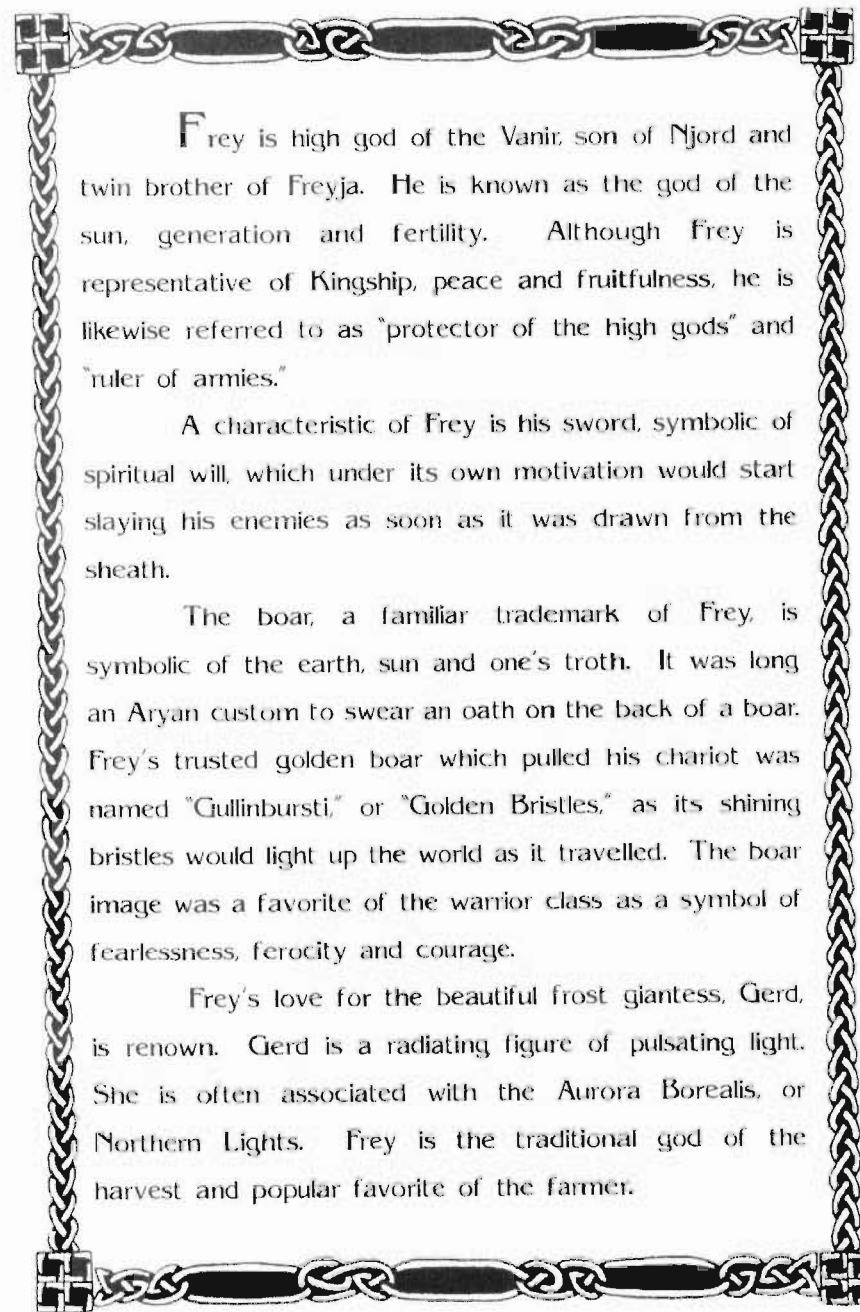 Frey is high god of the Vanir, son of Njord and
twin brother of Freyja. He is known as the god of the
sun, generation and fertility. Although Frey is
representative of Kingship, peace and fruitfulness, he is
likewise referred to as "protector of the high gods" and
"ruler of armies."
A characteristic of Frey is his sword, symbolic of
spiritual will, which under its own motivation would start
slaying his enemies as soon as it was drawn from the
sheath.
The boar, a familiar trademark of Frey, is
symbolic of the earth, sun and one's troth. It was long
an Aryan custom to swear an oath on the back of a boar.
Frey's trusted golden boar which pulled his chariot was
named "Gullinbursti," or "Golden Bristles," as its shining
bristles would light up the world as it travelled. The boar
image was a favorite of the warrior class as a symbol of
fearlessness, ferocity and courage.
Frey's love for the beautiful frost giantess, Gerd,
is renown. Gerd is a radiating figure of pulsating light.
She is often associated with the Aurora Borealis, or
Northern Lights. Frey is the traditional god of the
harvest and popular favorite of the farmer.